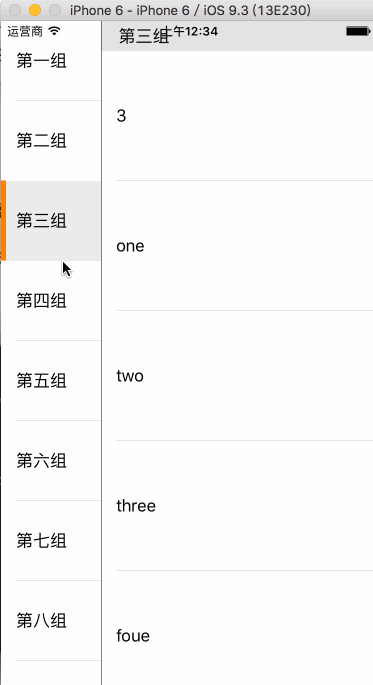 iPhone 6 - iPhone 6 / iOS 9.3 (13E230)
运营商
上午12:34
第三组
第一组
第二组
第三组
第四组
第五组
第六组
第七组
第八组
3
one
two
three
foue